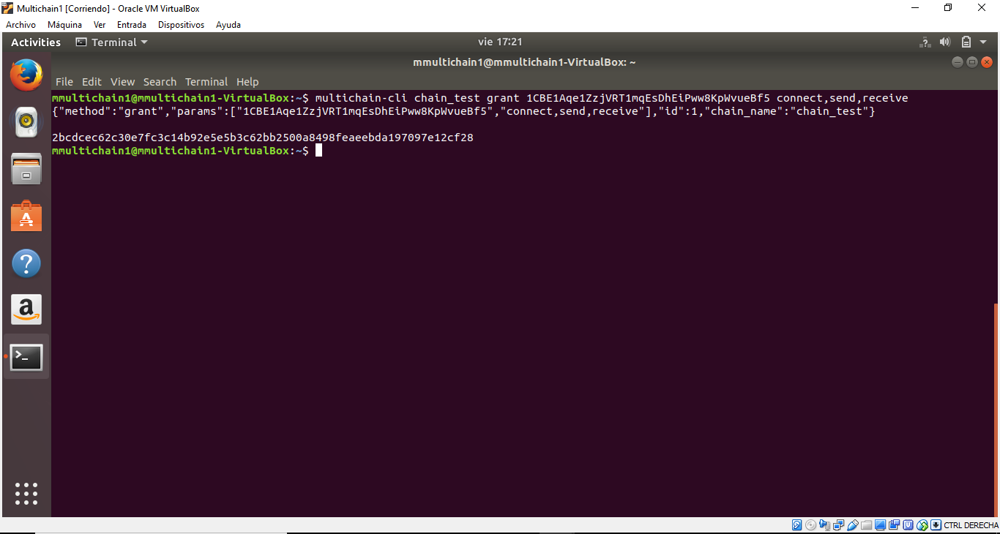 Multichain1 [Corriendo] - Oracle VM VirtualBox
Archivo Máquina Ver Entrada Dispositivos Ayuda
Activities Terminal vie 17:21
mmultichain1@mmultichain1-VirtualBox: ~
File Edit View Search Terminal Help
mmultichain1@mmultichain1-VirtualBox:~$ multichain-cli chain_test grant 1CBE1Aqe1ZzjVRT1mqEsDhEiPww8KpWvueBf5 connect,send,receive
{"method":"grant","params":["1CBE1Aqe1ZzjVRT1mqEsDhEiPww8KpWvueBf5","connect,send,receive"],"id":1,"chain_name":"chain_test"}
2bcdcec62c30e7fc3c14b92e5e5b3c62bb2500a8498feaeebda197097e12cf28
mmultichain1@mmultichain1-VirtualBox:~$
CTRL DERECHA